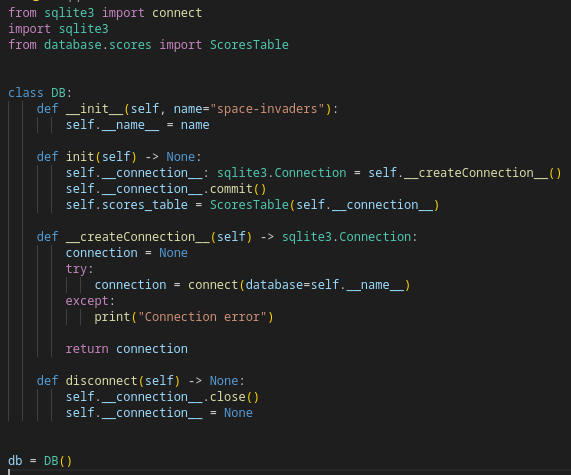 from sqlite3 import connect
import sqlite3
from database.scores import ScoresTable
class DB:
def __init__(self, name="space-invaders"):
self.__name__ = name
def init(self) -> None:
self.__connection__: sqlite3.Connection = self.__createConnection__()
self.__connection__.commit()
self.scores_table = ScoresTable(self.__connection__)
def __createConnection__(self) -> sqlite3.Connection:
connection = None
try:
connection = connect(database=self.__name__)
except:
print("Connection error")
return connection
def disconnect(self) -> None:
self.__connection__.close()
self.__connection__ = None
db = DB()